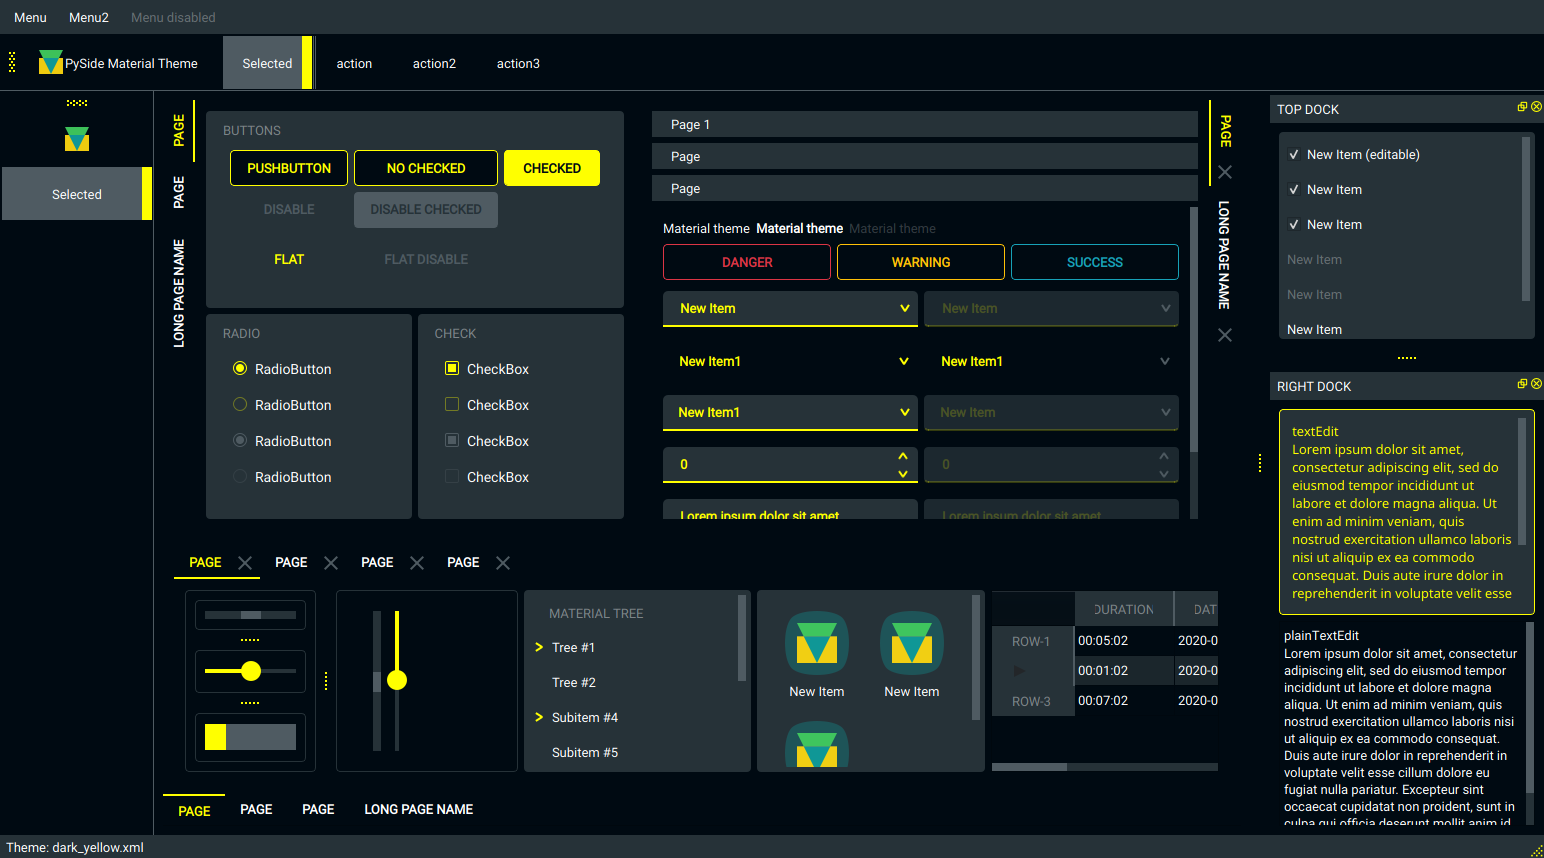 Menu Menu2 Menu disabled
PySide Material Theme Selected action action2 action3
Selected
PAGE
PAGE
LONG PAGE NAME
BUTTONS
PUSHBUTTON NO CHECKED CHECKED
DISABLE DISABLE CHECKED
FLAT FLAT DISABLE
RADIO
RadioButton
RadioButton
RadioButton
RadioButton
CHECK
CheckBox
CheckBox
CheckBox
CheckBox
Page 1
Page
Page
Material theme Material theme Material theme
DANGER WARNING SUCCESS
New Item New Item
New Item1 New Item1
New Item1 New Item
0 0
Lorem ipsum dolor sit amet Lorem ipsum dolor sit amet
PAGE
LONG PAGE NAME
PAGE PAGE PAGE PAGE
MATERIAL TREE
Tree #1
Tree #2
Subitem #4
Subitem #5
New Item New Item
DURATION DAT
ROW-1 00:05:02 2020-0
00:01:02 2020-0
ROW-3 00:07:02 2020-0
PAGE PAGE PAGE LONG PAGE NAME
TOP DOCK
New Item (editable)
New Item
New Item
New Item
New Item
New Item
RIGHT DOCK
textEdit
Lorem ipsum dolor sit amet,
consectetur adipiscing elit, sed do
eiusmod tempor incididunt ut
labore et dolore magna aliqua. Ut
enim ad minim veniam, quis
nostrud exercitation ullamco laboris
nisi ut aliquip ex ea commodo
consequat. Duis aute irure dolor in
reprehenderit in voluptate velit esse
plainTextEdit
Lorem ipsum dolor sit amet, consectetur
adipiscing elit, sed do eiusmod tempor
incididunt ut labore et dolore magna
aliqua. Ut enim ad minim veniam, quis
nostrud exercitation ullamco laboris nisi
ut aliquip ex ea commodo consequat.
Duis aute irure dolor in reprehenderit in
voluptate velit esse cillum dolore eu
fugiat nulla pariatur. Excepteur sint
occaecat cupidatat non proident, sunt in
culpa qui officia deserunt mollit anim id
Theme: dark_yellow.xml